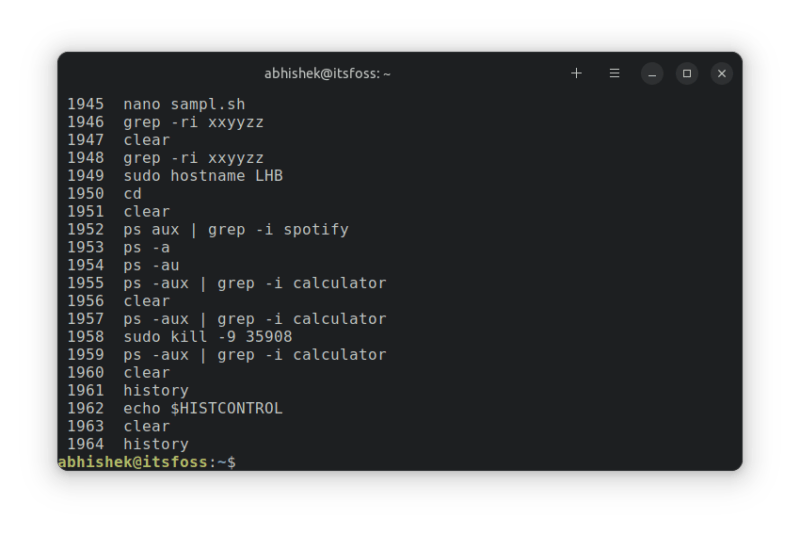 abhishek@itsfoss: ~
1945 nano sampl.sh
1946 grep -ri xxyyzz
1947 clear
1948 grep -ri xxyyzz
1949 sudo hostname LHB
1950 cd
1951 clear
1952 ps aux | grep -i spotify
1953 ps -a
1954 ps -au
1955 ps -aux | grep -i calculator
1956 clear
1957 ps -aux | grep -i calculator
1958 sudo kill -9 35908
1959 ps -aux | grep -i calculator
1960 clear
1961 history
1962 echo $HISTCONTROL
1963 clear
1964 history
abhishek@itsfoss:~$